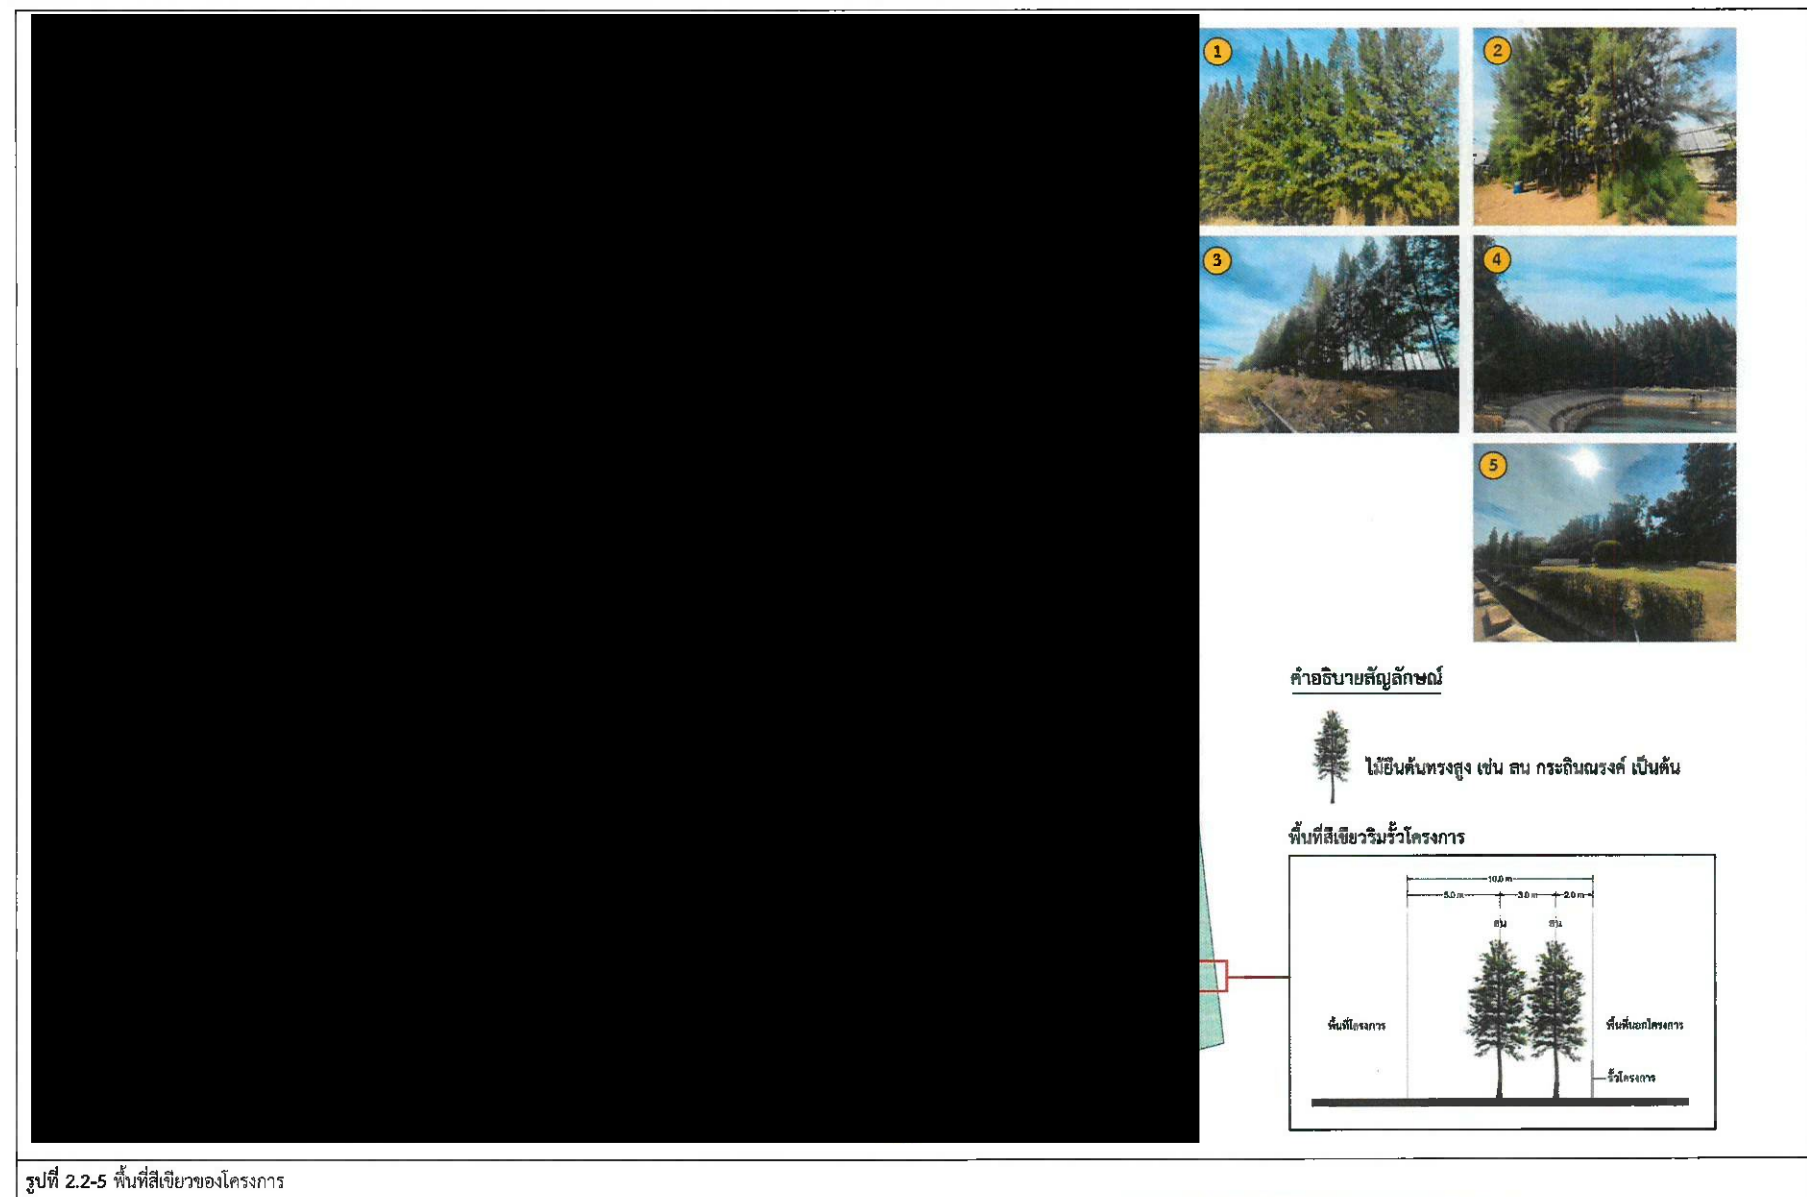 1
2
3
4
5
คำอธิบายสัญลักษณ์
ไม้ยืนต้นทรงสูง เช่น สน กระถินณรงค์ เป็นต้น
พื้นที่สีเขียวริมรั้วโครงการ
10.0 m
5.0 m 3.0 m 2.0 m
สน สน
พื้นที่โครงการ พื้นที่นอกโครงการ
รั้วโครงการ
รูปที่ 2.2-5 พื้นที่สีเขียวของโครงการ